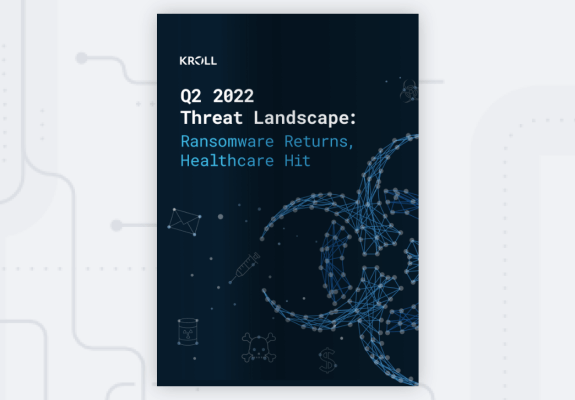 KROLL
Q2 2022
Threat Landscape:
Ransomware Returns,
Healthcare Hit
$